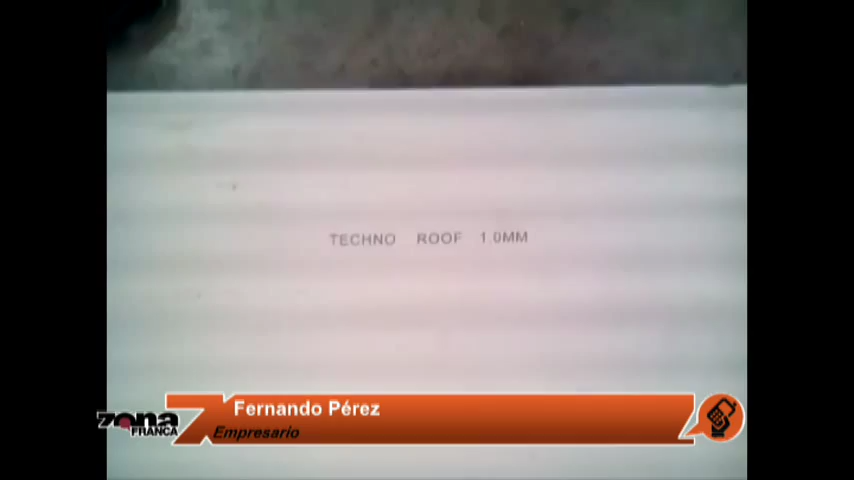 TECHNO ROOF 1.0MM
Fernando Pérez
Empresario
zona
FRANCA